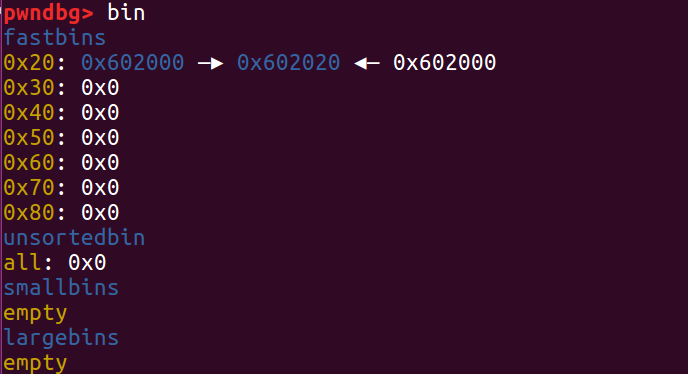 pwndbg> bin
fastbins
0x20: 0x602000 —▸ 0x602020 ◂— 0x602000
0x30: 0x0
0x40: 0x0
0x50: 0x0
0x60: 0x0
0x70: 0x0
0x80: 0x0
unsortedbin
all: 0x0
smallbins
empty
largebins
empty